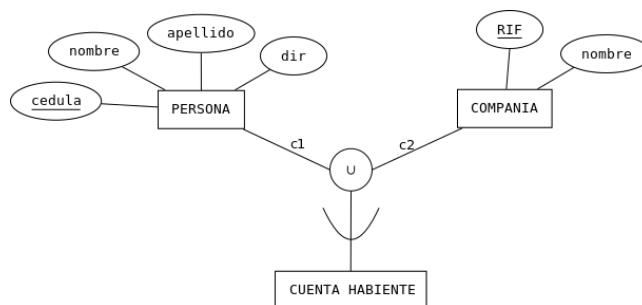 apellido
nombre
dir
cedula
PERSONA
RIF
nombre
COMPANIA
c1
c2
U
CUENTA HABIENTE